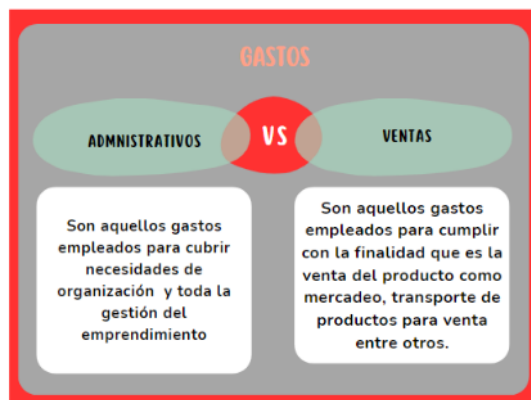 GASTOS
ADMNISTRATIVOS
VS
VENTAS
Son aquellos gastos
empleados para cubrir
necesidades de
organización y toda la
gestión del
emprendimiento
Son aquellos gastos
empleados para cumplir
con la finalidad que es la
venta del producto como
mercadeo, transporte de
productos para venta
entre otros.